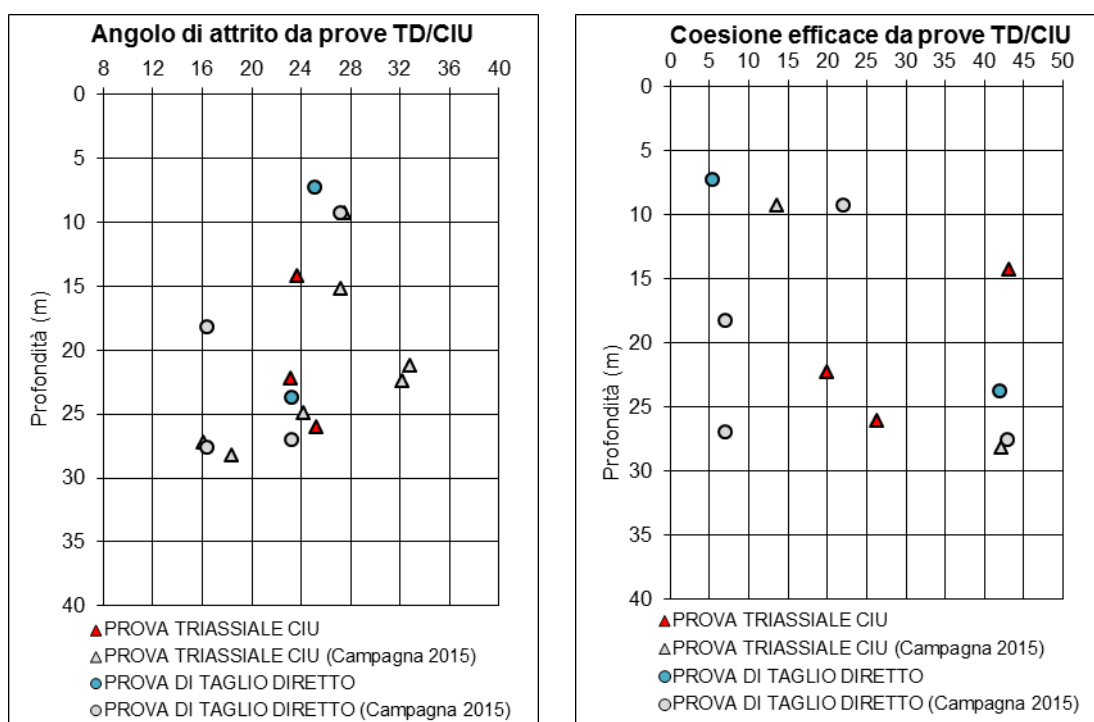 Angolo di attrito da prove TD/CIU
8 12 16 20 24 28 32 36 40
0
5
10
15
20
25
30
35
40
Profondità (m)
PROVA TRIASSIALE CIU
PROVA TRIASSIALE CIU (Campagna 2015)
PROVA DI TAGLIO DIRETTO
PROVA DI TAGLIO DIRETTO (Campagna 2015)
Coesione efficace da prove TD/CIU
0 5 10 15 20 25 30 35 40 45 50
0
5
10
15
20
25
30
35
40
Profondità (m)
PROVA TRIASSIALE CIU
PROVA TRIASSIALE CIU (Campagna 2015)
PROVA DI TAGLIO DIRETTO
PROVA DI TAGLIO DIRETTO (Campagna 2015)